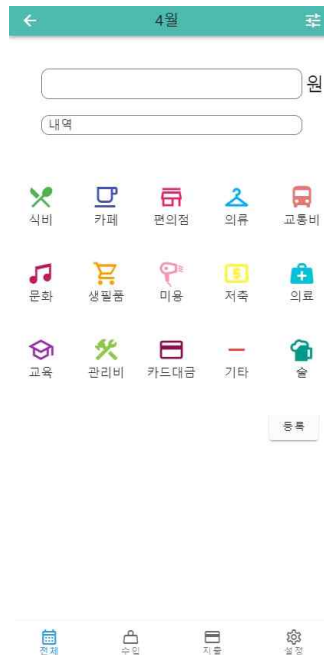 4월
원
내역
식비 카페 편의점 의류 교통비
문화 생필품 미용 저축 의료
교육 관리비 카드대금 기타 술
등록
전체 수입 지출 설정